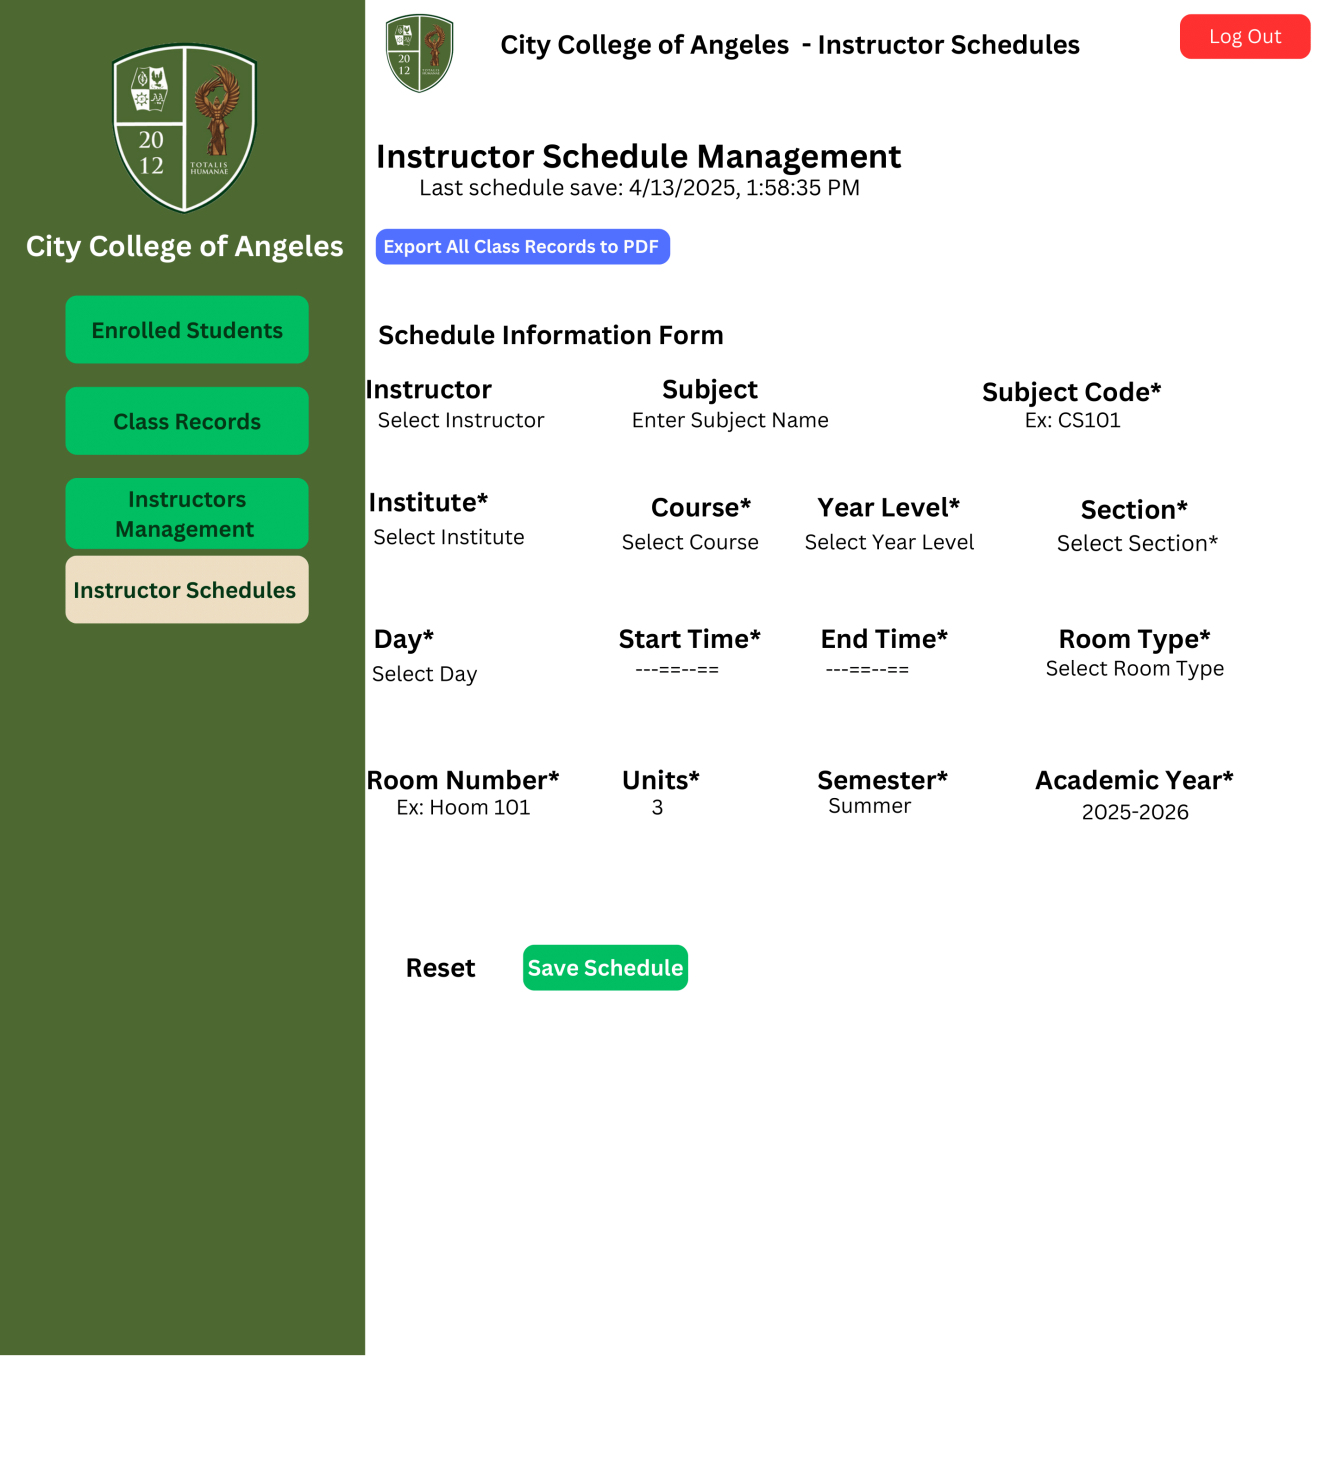 20
12
TOTALIS
HUMANAE
City College of Angeles
Enrolled Students
Class Records
Instructors
Management
Instructor Schedules
20
12
TOTALIS
HUMANAE
City College of Angeles - Instructor Schedules
Log Out
Instructor Schedule Management
Last schedule save: 4/13/2025, 1:58:35 PM
Export All Class Records to PDF
Schedule Information Form
Instructor
Subject
Subject Code*
Select Instructor
Enter Subject Name
Ex: CS101
Institute*
Course*
Year Level*
Section*
Select Institute
Select Course
Select Year Level
Select Section*
Day*
Start Time*
End Time*
Room Type*
Select Day
---==--==
---==--==
Select Room Type
Room Number*
Units*
Semester*
Academic Year*
Ex: Hoom 101
3
Summer
2025-2026
Reset
Save Schedule